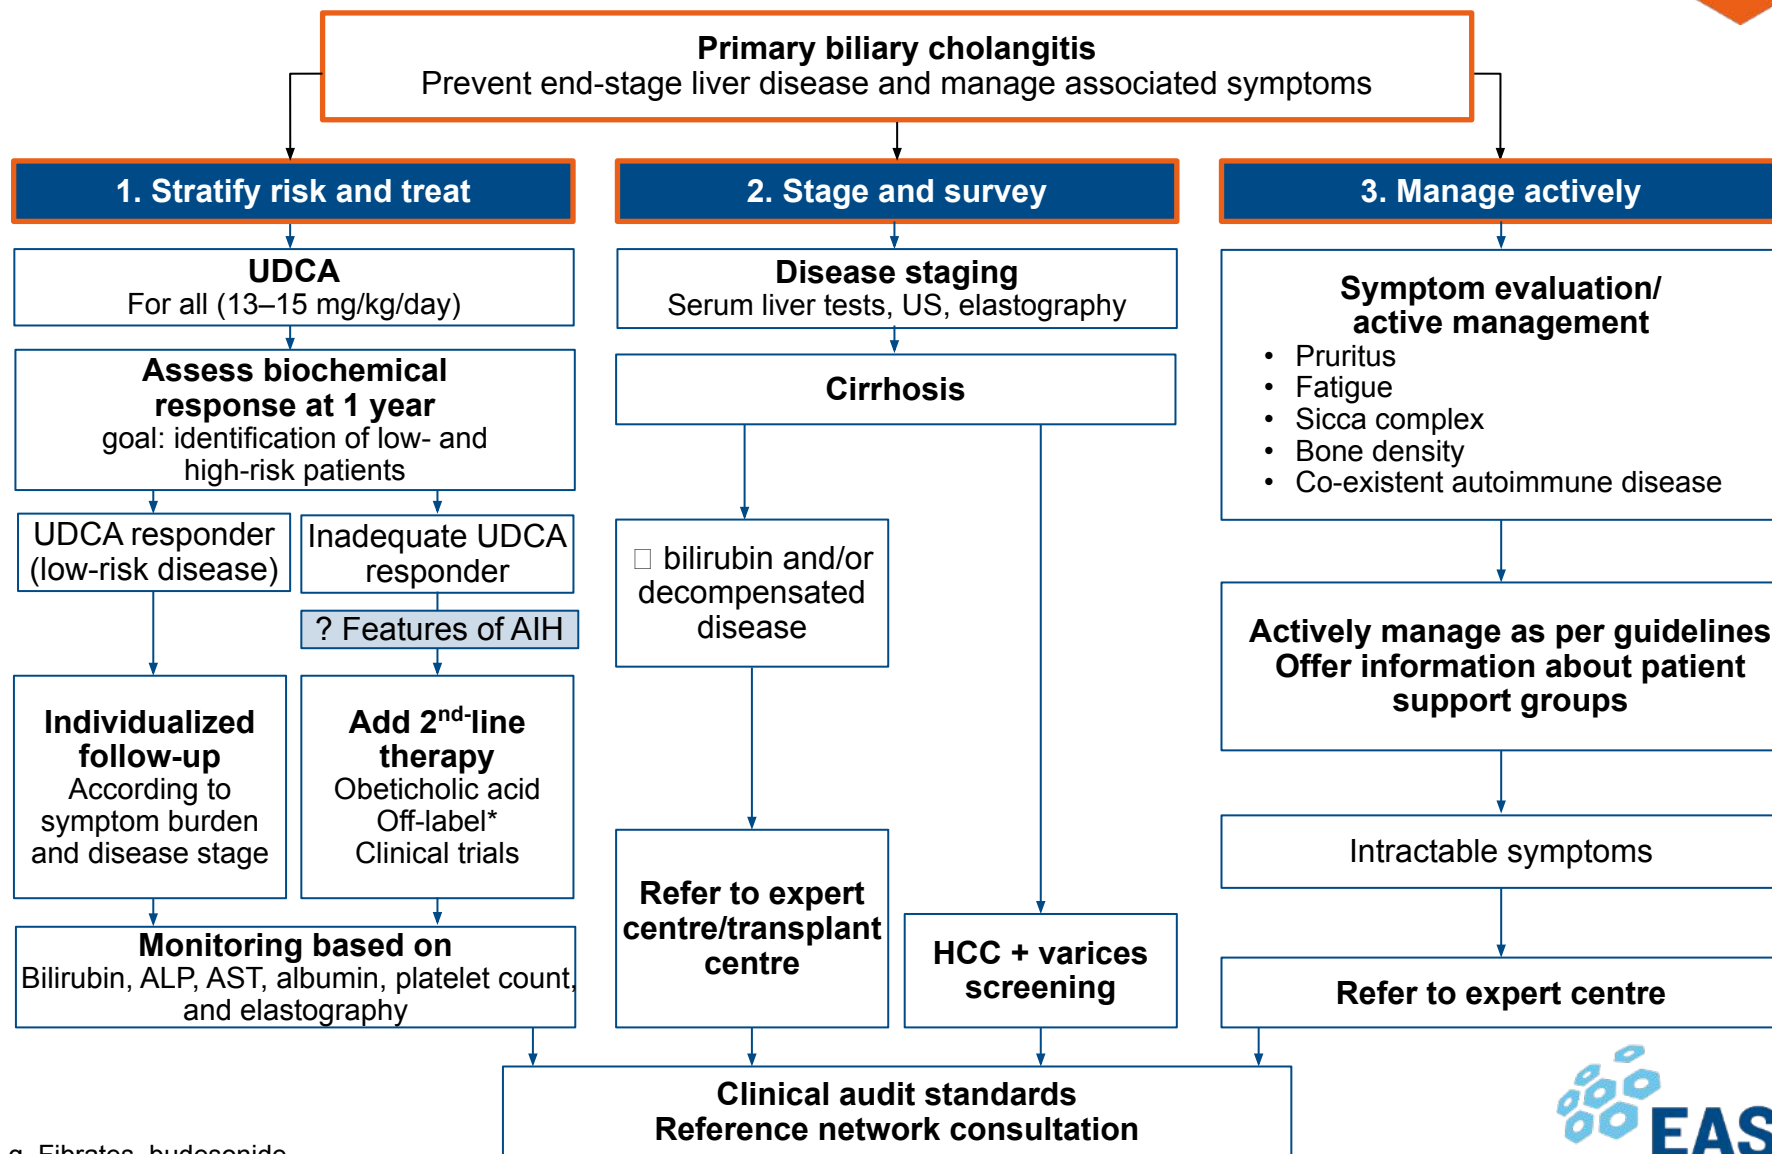 Primary biliary cholangitis
Prevent end-stage liver disease and manage associated symptoms
1. Stratify risk and treat
UDCA
For all (13–15 mg/kg/day)
Assess biochemical
response at 1 year
goal: identification of low- and
high-risk patients
UDCA responder
(low-risk disease)
Inadequate UDCA
responder
? Features of AIH
Individualized
follow-up
According to
symptom burden
and disease stage
Add 2nd-line
therapy
Obeticholic acid
Off-label*
Clinical trials
Monitoring based on
Bilirubin, ALP, AST, albumin, platelet count,
and elastography
2. Stage and survey
Disease staging
Serum liver tests, US, elastography
Cirrhosis
□ bilirubin and/or
decompensated
disease
Refer to expert
centre/transplant
centre
HCC + varices
screening
3. Manage actively
Symptom evaluation/
active management
• Pruritus
• Fatigue
• Sicca complex
• Bone density
• Co-existent autoimmune disease
Actively manage as per guidelines
Offer information about patient
support groups
Intractable symptoms
Refer to expert centre
Clinical audit standards
Reference network consultation
g. Fibrates, budesonide
EAS